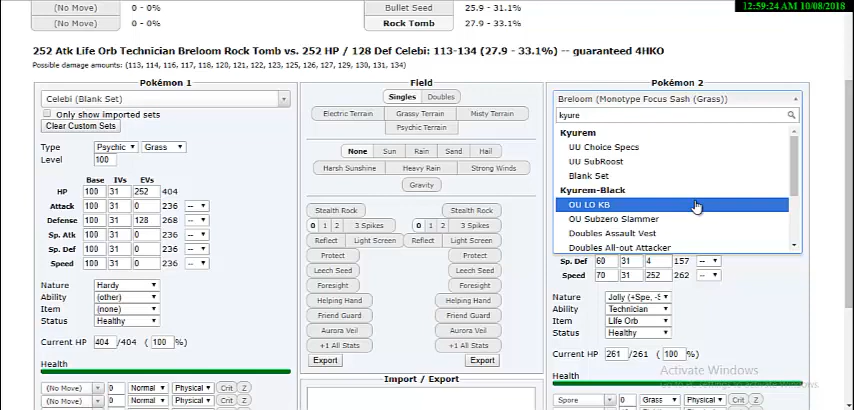 12:59:24 AM 10/08/2018
(No Move) 0 - 0% Bullet Seed 25.9 - 31.1%
(No Move) 0 - 0% Rock Tomb 27.9 - 33.1%
252 Atk Life Orb Technician Breloom Rock Tomb vs. 252 HP / 128 Def Celebi: 113-134 (27.9 - 33.1%) -- guaranteed 4HKO
Possible damage amounts: (113, 114, 116, 117, 118, 120, 121, 122, 123, 125, 126, 127, 129, 130, 131, 134)
Pokémon 1
Celebi (Blank Set)
Only show imported sets
Clear Custom Sets
Type Psychic Grass
Level 100
Base IVs EVs
HP 100 31 252 404
Attack 100 31 0 236 --
Defense 100 31 128 268 --
Sp. Atk 100 31 0 236 --
Sp. Def 100 31 0 236 --
Speed 100 31 0 236 --
Nature Hardy
Ability (other)
Item (none)
Status Healthy
Current HP 404 /404 ( 100 %)
Health
(No Move) 0 Normal Physical Crit Z
(No Move) 0 Normal Physical Crit Z
Field
Singles Doubles
Electric Terrain Grassy Terrain Misty Terrain
Psychic Terrain
None Sun Rain Sand Hail
Harsh Sunshine Heavy Rain Strong Winds
Gravity
Stealth Rock Stealth Rock
0 1 2 3 Spikes 0 1 2 3 Spikes
Reflect Light Screen Reflect Light Screen
Protect Protect
Leech Seed Leech Seed
Foresight Foresight
Helping Hand Helping Hand
Friend Guard Friend Guard
Aurora Veil Aurora Veil
+1 All Stats +1 All Stats
Export Export
Import / Export
Pokémon 2
Breloom (Monotype Focus Sash (Grass))
kyure
Kyurem
UU Choice Specs
UU SubRoost
Blank Set
Kyurem-Black
OU LO KB
OU Subzero Slammer
Doubles Assault Vest
Doubles All-out Attacker
Sp. Def 60 31 4 157 --
Speed 70 31 252 262 --
Nature Jolly (+Spe, -S
Ability Technician
Item Life Orb
Status Healthy
Current HP 261 /261 ( 100 %)
Health
Activate Windows
Spore 0 Grass Physical Crit Z